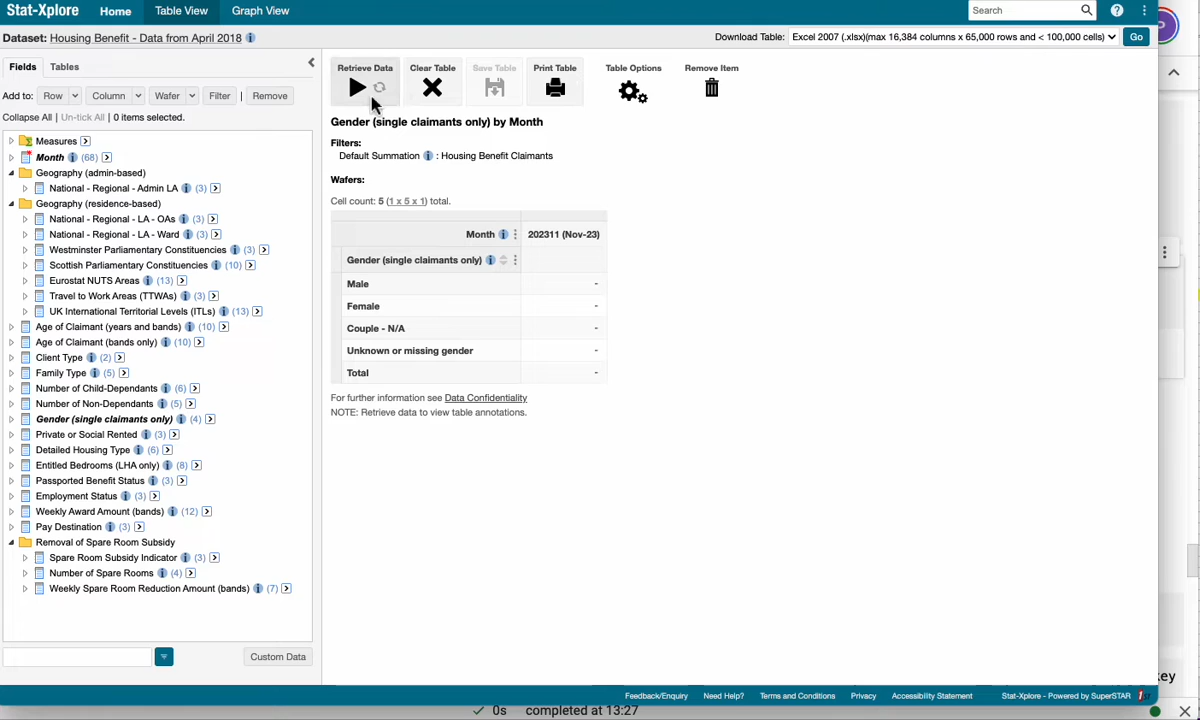 Stat-Xplore Home Table View Graph View Search
Dataset: Housing Benefit - Data from April 2018
Download Table: Excel 2007 (.xlsx)(max 16,384 columns x 65,000 rows and < 100,000 cells) Go
Fields Tables
Add to: Row Column Wafer Filter | Remove
Collapse All | Un-tick All | 0 items selected.
Measures
Month (68)
Geography (admin-based)
National - Regional - Admin LA (3)
Geography (residence-based)
National - Regional - LA - OAs (3)
National - Regional - LA - Ward (3)
Westminster Parliamentary Constituencies (3)
Scottish Parliamentary Constituencies (10)
Eurostat NUTS Areas (13)
Travel to Work Areas (TTWAs) (3)
UK International Territorial Levels (ITLs) (13)
Age of Claimant (years and bands) (10)
Age of Claimant (bands only) (10)
Client Type (2)
Family Type (5)
Number of Child-Dependants (6)
Number of Non-Dependants (5)
Gender (single claimants only) (4)
Private or Social Rented (3)
Detailed Housing Type (6)
Entitled Bedrooms (LHA only) (8)
Passported Benefit Status (3)
Employment Status (3)
Weekly Award Amount (bands) (12)
Pay Destination (3)
Removal of Spare Room Subsidy
Spare Room Subsidy Indicator (3)
Number of Spare Rooms (4)
Weekly Spare Room Reduction Amount (bands) (7)
Custom Data
Retrieve Data Clear Table Save Table Print Table Table Options Remove Item
Gender (single claimants only) by Month
Filters:
Default Summation : Housing Benefit Claimants
Wafers:
Cell count: 5 (1 x 5 x 1) total.
Month 202311 (Nov-23)
Gender (single claimants only)
Male -
Female -
Couple - N/A -
Unknown or missing gender -
Total -
For further information see Data Confidentiality
NOTE: Retrieve data to view table annotations.
Feedback/Enquiry Need Help? Terms and Conditions Privacy Accessibility Statement Stat-Xplore - Powered by SuperSTAR
key
0s completed at 13:27